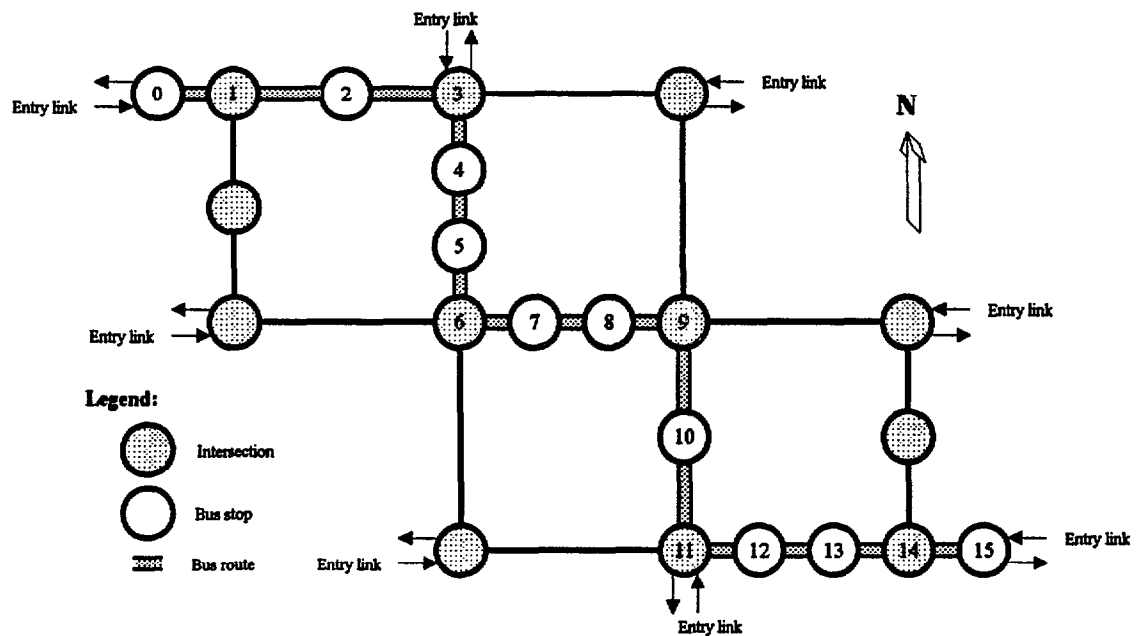 Entry link
0
1
2
3
Entry link
Entry link
N
4
5
Entry link
6
7
8
9
Entry link
Legend:
Intersection
10
Bus stop
Bus route
Entry link
11
12
13
14
15
Entry link
Entry link